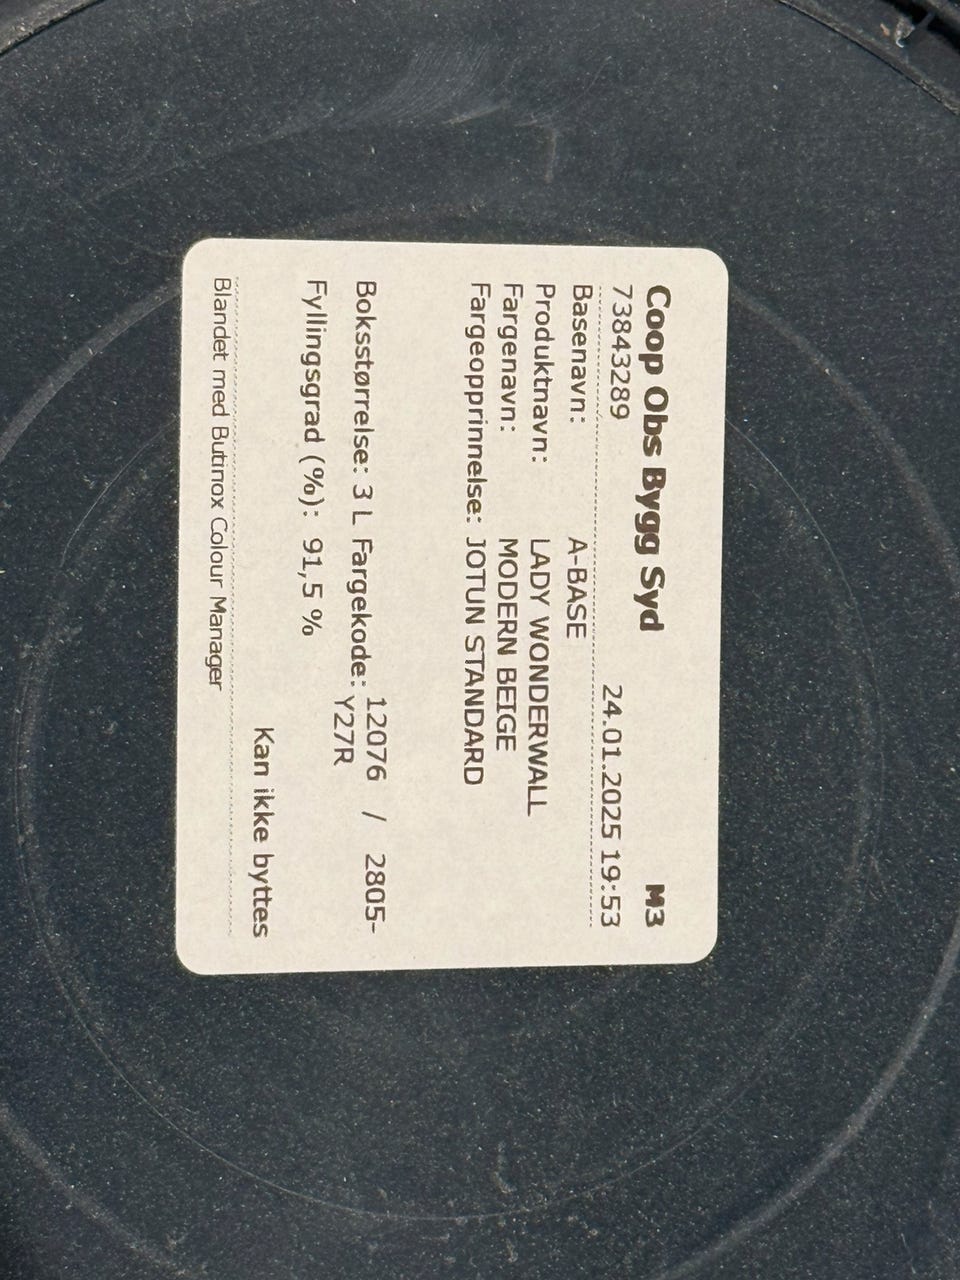 Coop Obs Bygg Syd M3
73843289 24.01.2025 19:53
Basenavn: A-BASE
Produktnavn: LADY WONDERWALL
Fargenavn: MODERN BEIGE
Fargeopprinnelse: JOTUN STANDARD
Boksstørrelse: 3 L Fargekode: 12076 / 2805-
Y27R
Fyllingsgrad (%): 91,5 %
Kan ikke byttes
Blandet med Butinox Colour Manager